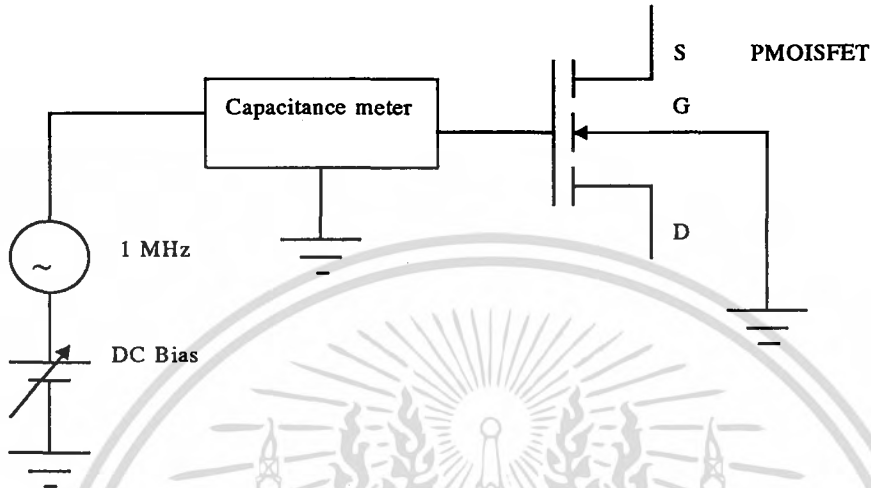 S PMOISFET
Capacitance meter
G
D
1 MHz
~
DC Bias